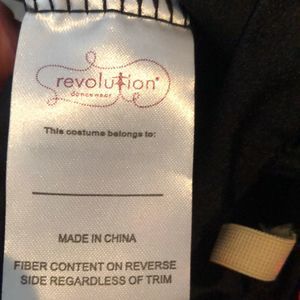 revolution®
dancewear
This costume belongs to:
MADE IN CHINA
FIBER CONTENT ON REVERSE
SIDE REGARDLESS OF TRIM